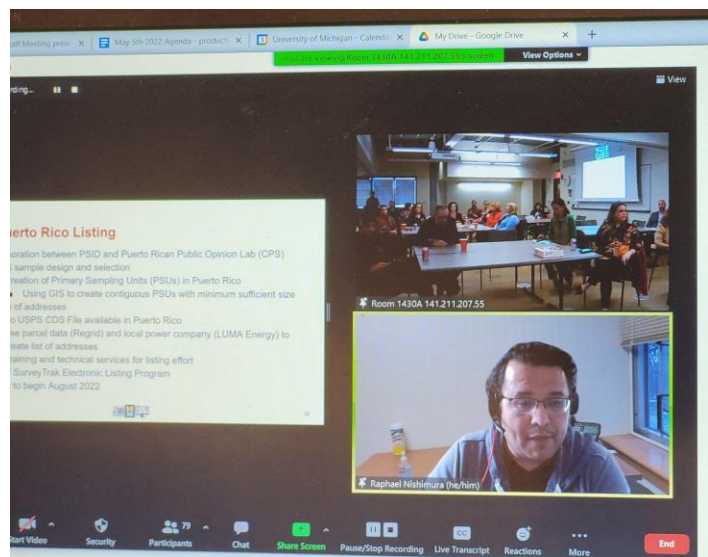 aff Meeting prese
May 5th 2022 Agenda - product
University of Michigan - Calenda
My Drive - Google Drive
You are viewing Room 1430A 141.211.207.55's screen
View Options
rding...
View
erto Rico Listing
oration between PSID and Puerto Rican Public Opinion Lab (CPS)
sample design and selection
reation of Primary Sampling Units (PSUs) in Puerto Rico
Using GIS to create contiguous PSUs with minimum sufficient size
of addresses
USPS CDS File available in Puerto Rico
se parcel data (Regrid) and local power company (LUMA Energy) to
reate list of addresses
raining and technical services for listing effort
SurveyTrak Electronic Listing Program
to begin August 2022
Room 1430A 141.211.207.55
Raphael Nishimura (he/him)
Start Video
Security
Participants
79
Chat
Share Screen
Pause/Stop Recording
CC
Live Transcript
Reactions
More
End